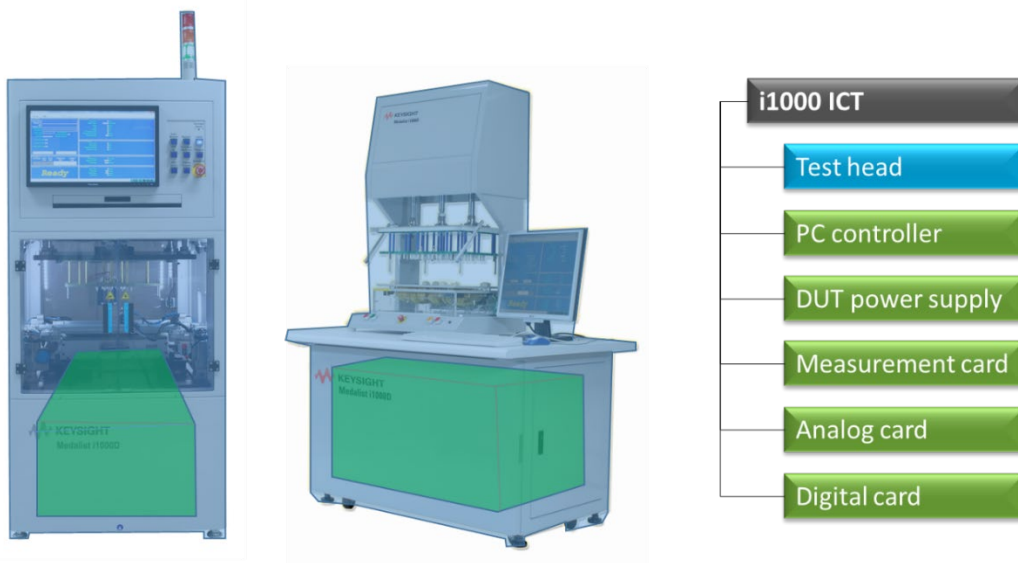 Ready
KEYSIGHT
Medalist i1000D
KEYSIGHT
KEYSIGHT
Medalist i1000D
i1000 ICT
Test head
PC controller
DUT power supply
Measurement card
Analog card
Digital card